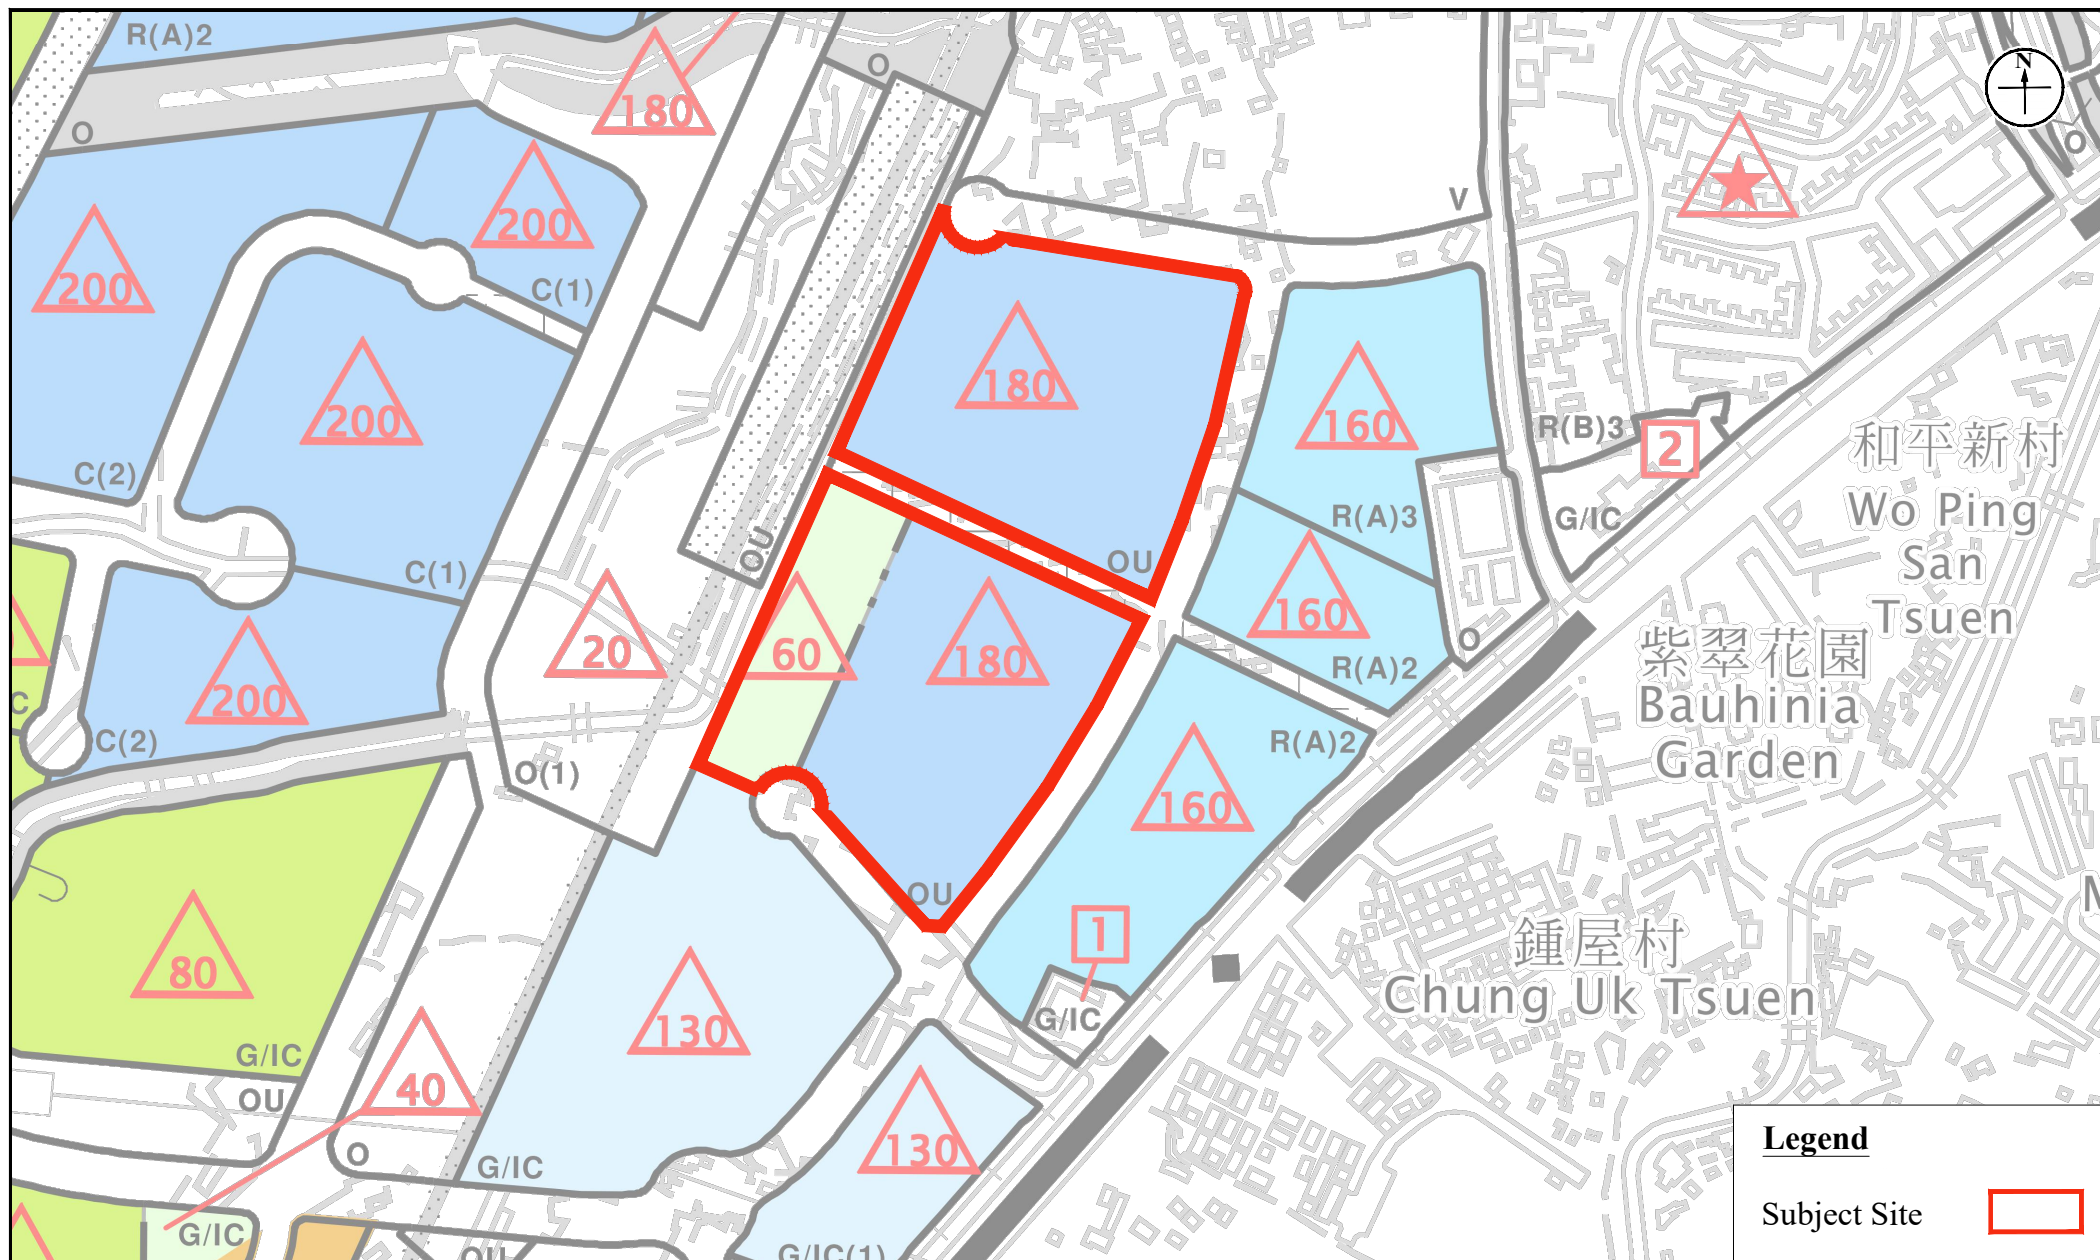 R(A)2
O
180
O
N
O
200
200
C(1)
V
200
180
160
C(2)
OU
R(B)3
2
和平新村
Wo Ping
San
Tsuen
R(A)3
G/IC
OU
C(1)
160
20
60
180
O
R(A)2
紫翠花園
Bauhinia
Garden
200
C
C(2)
O(1)
R(A)2
160
OU
80
130
1
鍾屋村
Chung Uk Tsuen
G/IC
G/IC
40
OU
130
O
G/IC
G/IC
OU
G/IC(1)
Legend
Subject Site